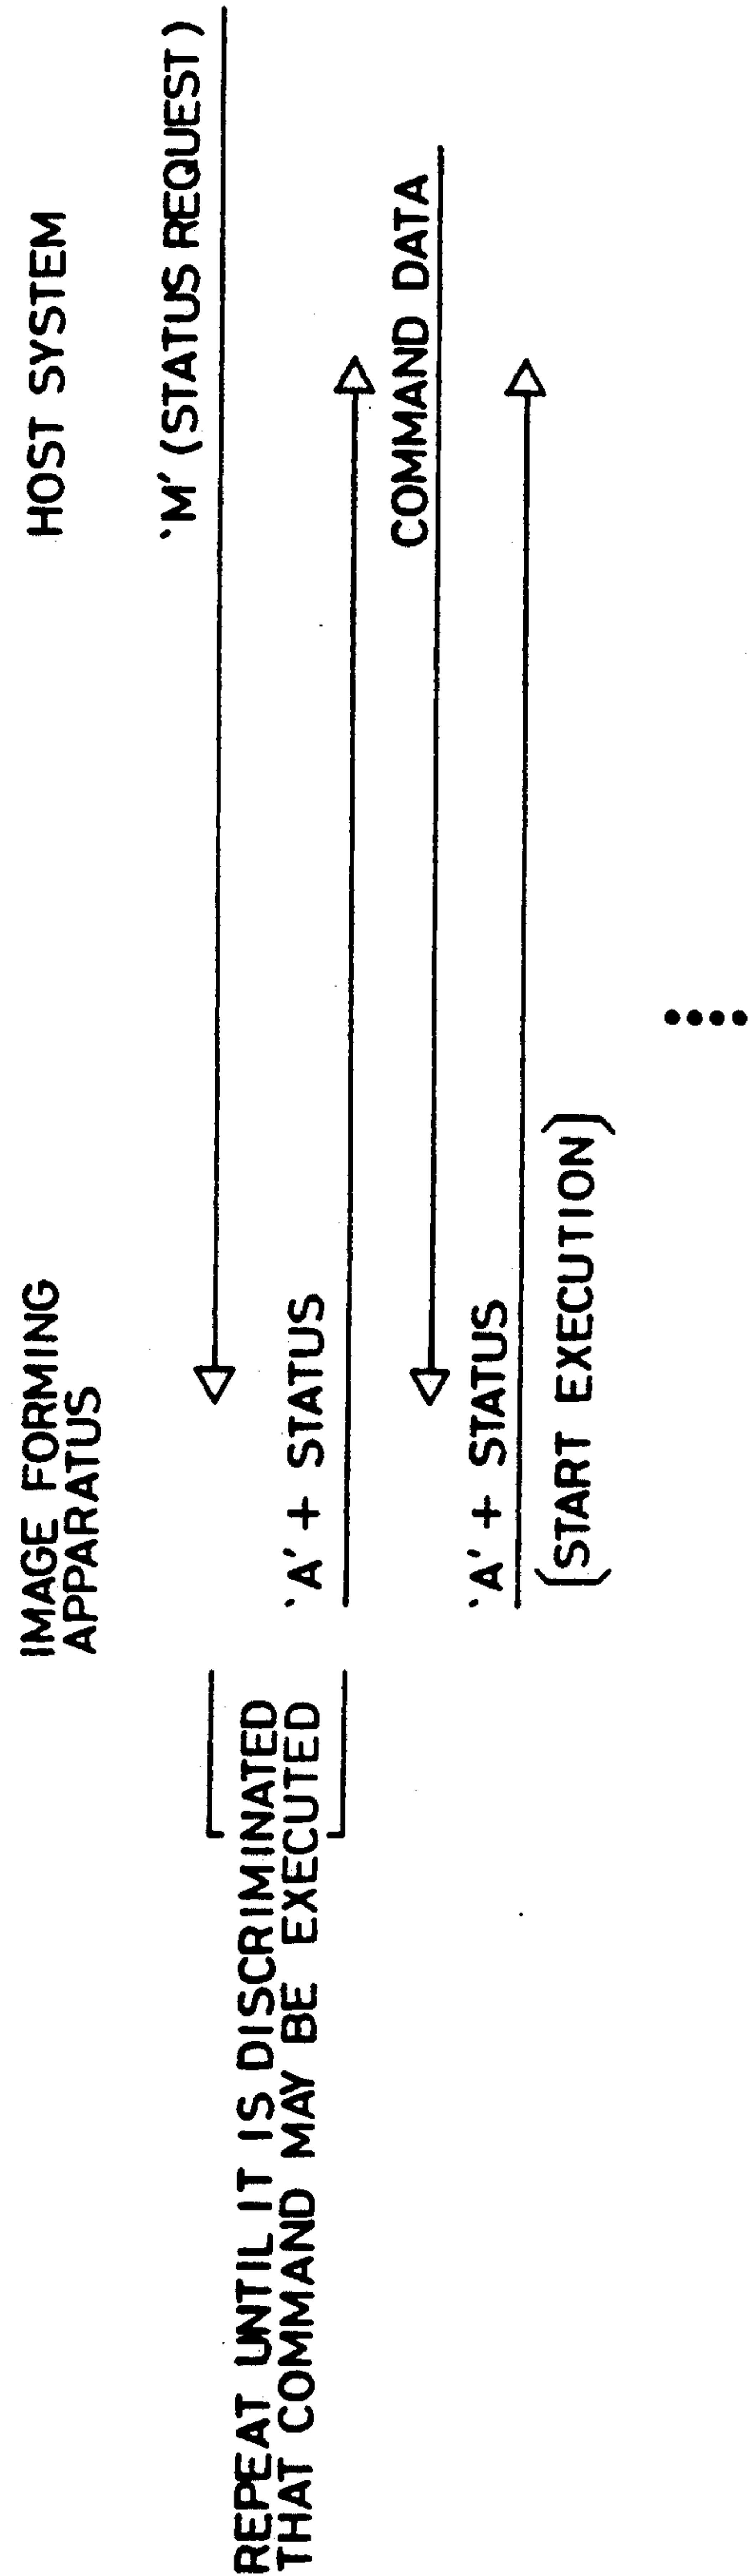 IMAGE FORMING
APPARATUS
HOST SYSTEM
'M' (STATUS REQUEST)
REPEAT UNTIL IT IS DISCRIMINATED
THAT COMMAND MAY BE EXECUTED
'A' + STATUS
COMMAND DATA
'A' + STATUS
(START EXECUTION)